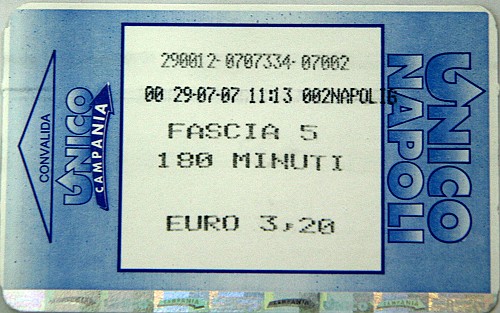 CONVALIDA
UNICO
CAMPANIA
290012-0707334-07002
00 29-07-07 11:13 002NAPOLI6
FASCIA 5
180 MINUTI
EURO 3,20
UNICO
NAPOLI